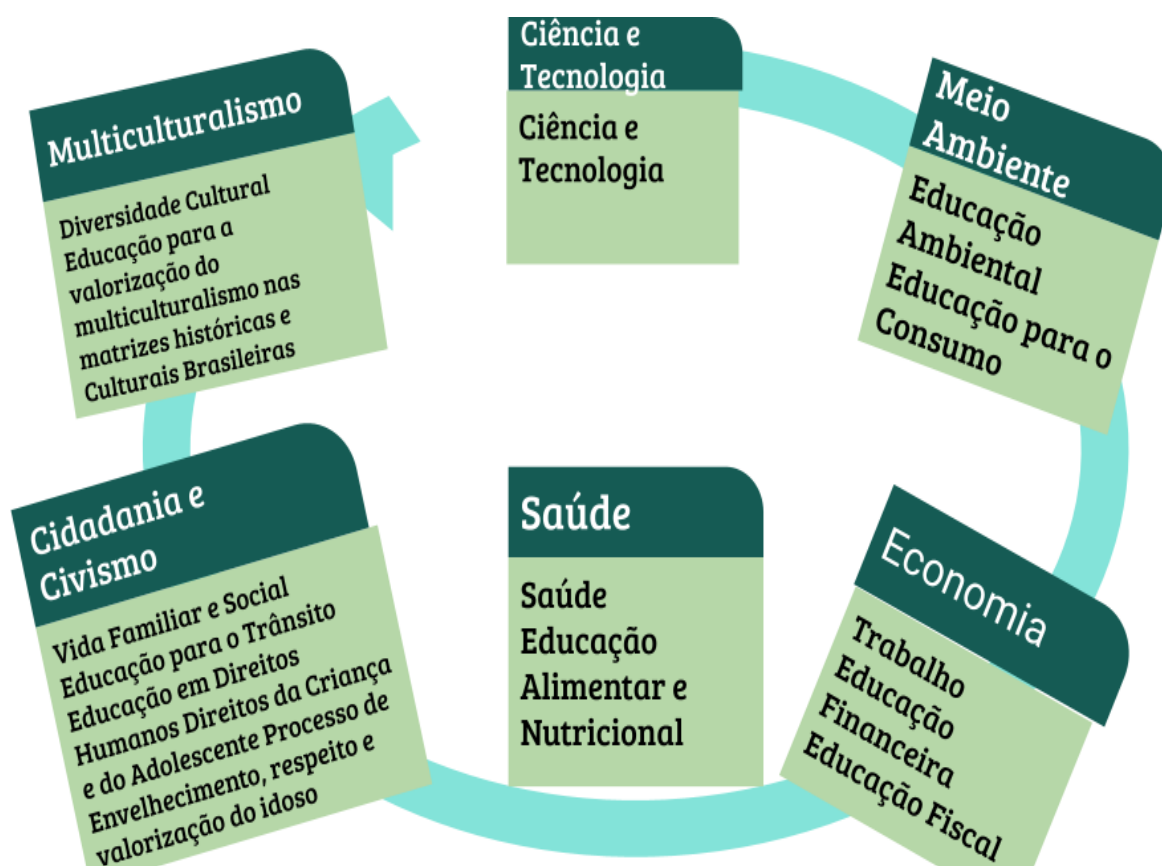 Ciência e
Tecnologia
Ciência e
Tecnologia
Meio
Ambiente
Educação
Ambiental
Educação para o
Consumo
Economia
Trabalho
Educação
Financeira
Educação Fiscal
Saúde
Saúde
Educação
Alimentar e
Nutricional
Cidadania e
Civismo
Vida Familiar e Social
Educação para o Trânsito
Educação em Direitos
Humanos Direitos da Criança
e do Adolescente Processo de
Envelhecimento, respeito e
valorização do idoso
Multiculturalismo
Diversidade Cultural
Educação para a
valorização do
multiculturalismo nas
matrizes históricas e
Culturais Brasileiras